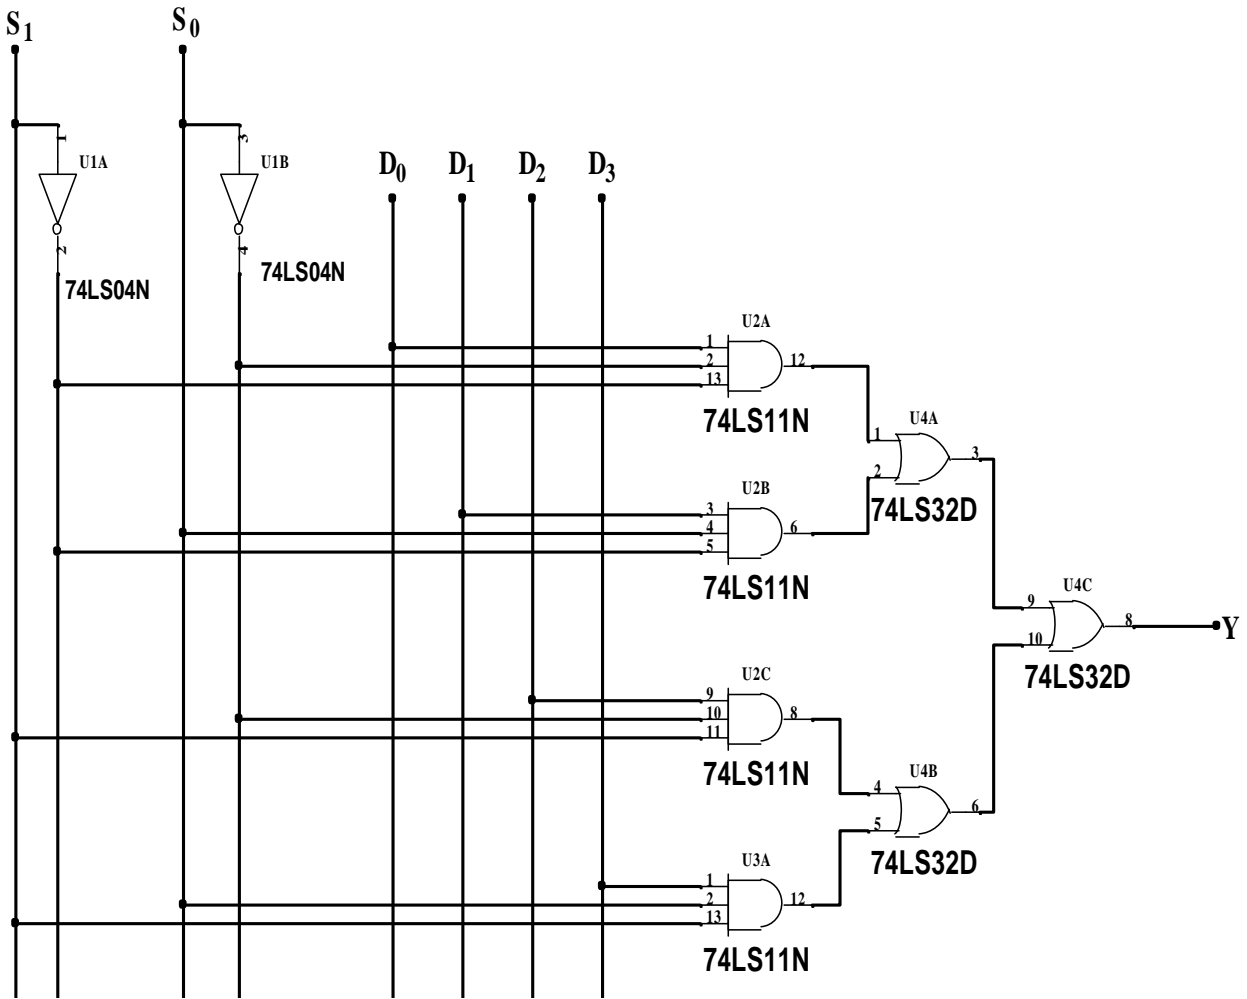 S1 S0
1 3
U1A U1B
D0 D1 D2 D3
2 4
74LS04N 74LS04N
U2A
1
2 12
13
74LS11N
U4A
1
3
2
U2B
74LS32D
3
4 6
5
74LS11N
U4C
9
8 Y
10
U2C
74LS32D
9
10 8
11
74LS11N
U4B
4
6
5
U3A
74LS32D
1
2 12
13
74LS11N